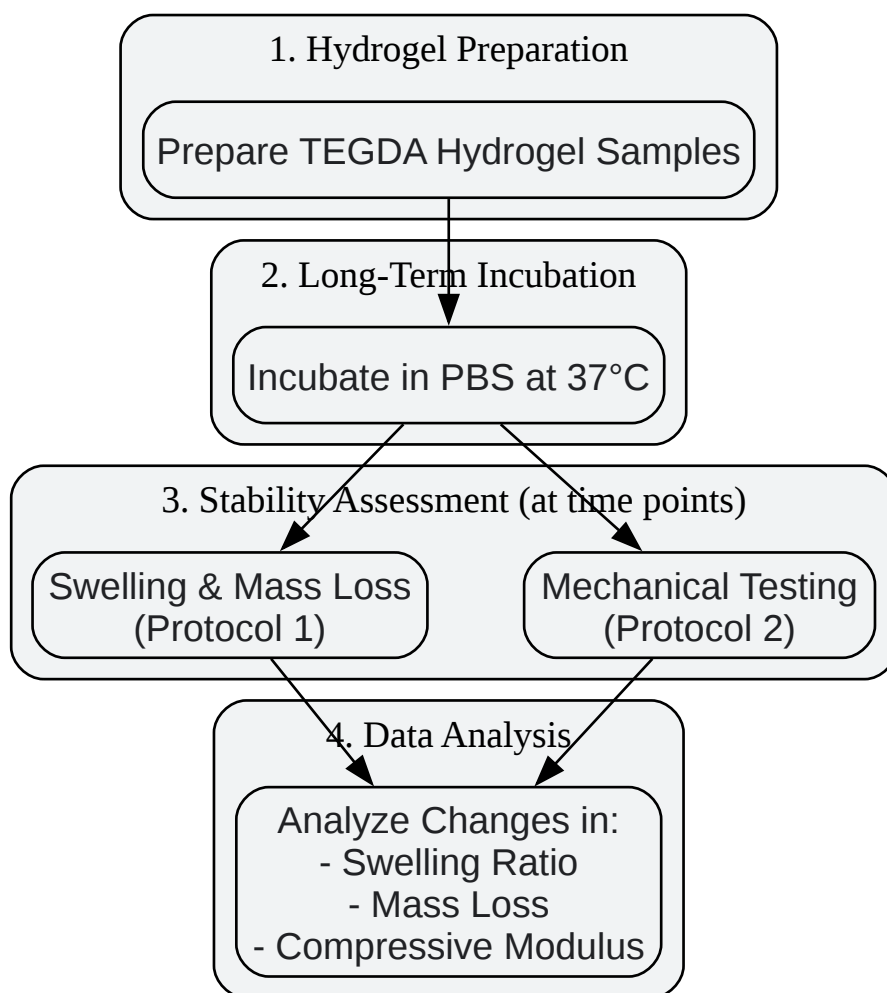 1. Hydrogel Preparation
Prepare TEGDA Hydrogel Samples
2. Long-Term Incubation
Incubate in PBS at 37°C
3. Stability Assessment (at time points)
Swelling & Mass Loss
(Protocol 1)
Mechanical Testing
(Protocol 2)
4. Data Analysis
Analyze Changes in:
- Swelling Ratio
- Mass Loss
- Compressive Modulus